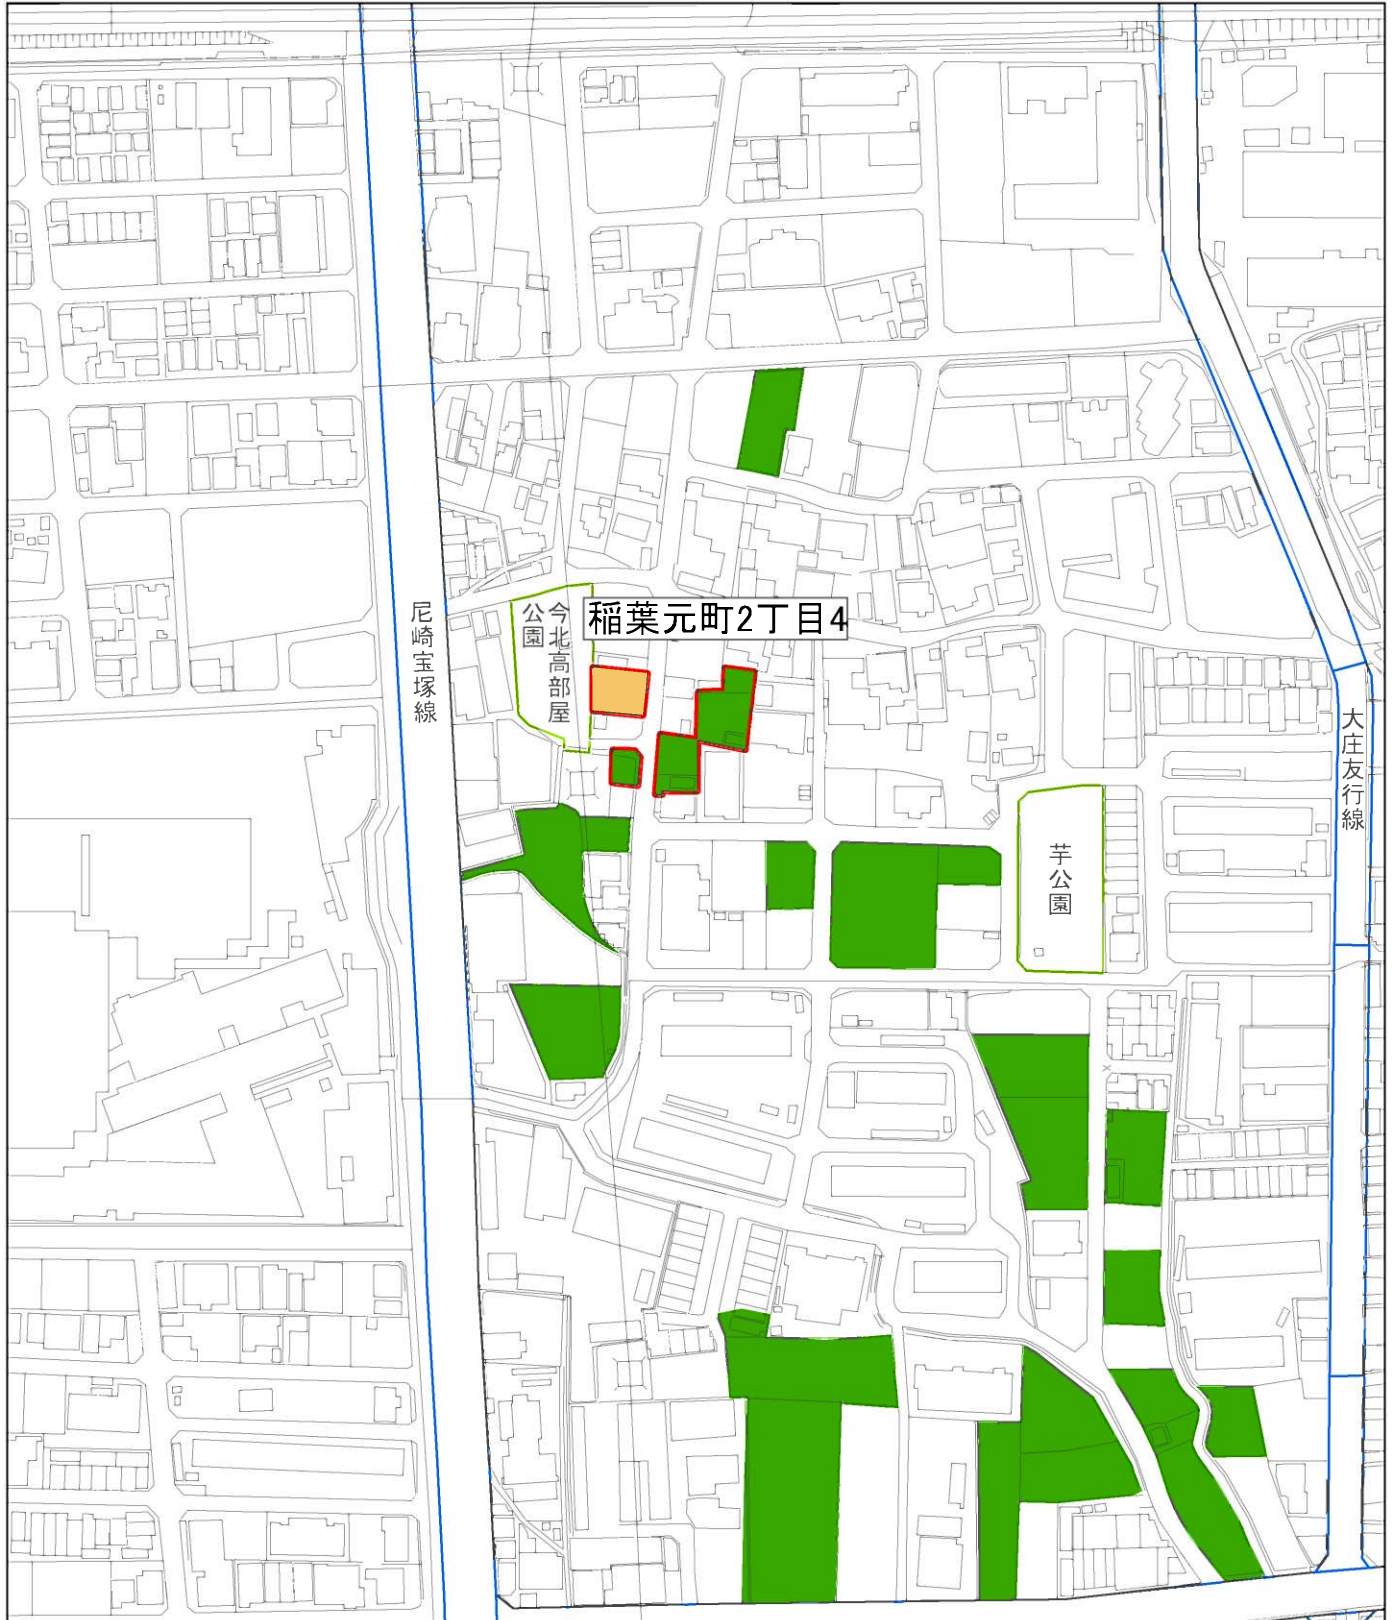 稲葉元町2丁目4
今北高部屋
公園
尼崎宝塚線
大庄友行線
芋公園